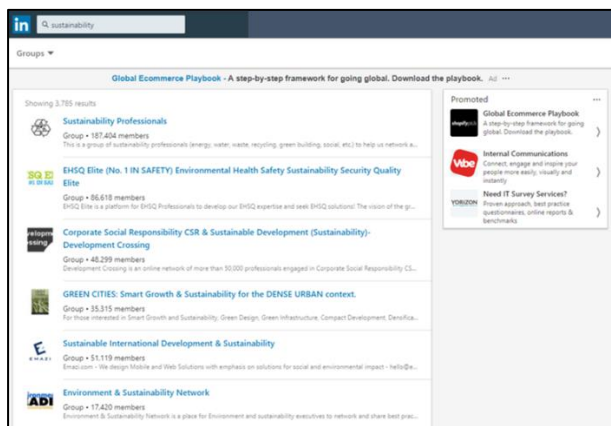 in
sustainability
Groups
Global Ecommerce Playbook - A step-by-step framework for going global. Download the playbook. Ad ...
Showing 3,785 results
Sustainability Professionals
Group • 187,404 members
This is a group of sustainability professionals (energy, water, waste, recycling, green building, social, etc.) to help us network a...
EHSQ Elite (No. 1 IN SAFETY) Environmental Health Safety Sustainability Security Quality
Elite
Group • 86,618 members
EHSQ Elite is a platform for EHSQ Professionals to develop our EHSQ expertise and seek EHSQ solutions! The vision of the gr...
Corporate Social Responsibility CSR & Sustainable Development (Sustainability)-
Development Crossing
Group • 48,299 members
Development Crossing is an online network of more than 50,000 professionals engaged in Corporate Social Responsibility CS...
GREEN CITIES: Smart Growth & Sustainability for the DENSE URBAN context.
Group • 35,315 members
For those interested in Smart Growth and Sustainability, Green Design, Green Infrastructure, Compact Development, Densifica...
EMAZI
Sustainable International Development & Sustainability
Group • 51,119 members
Emazi.com - We design Mobile and Web Solutions with emphasis on solutions for social and environmental impact - hello@e...
ADI
Environment & Sustainability Network
Group • 17,420 members
Environment & Sustainability Network is a place for Environment and sustainability executives to network and share best prac...
Promoted ...
Global Ecommerce Playbook
A step-by-step framework for going
global. Download the playbook.
Vibe
Internal Communications
Connect, engage and inspire your
people more easily, visually and
instantly
VORIZON
Need IT Survey Services?
Proven approach, best practice
questionnaires, online reports &
benchmarks